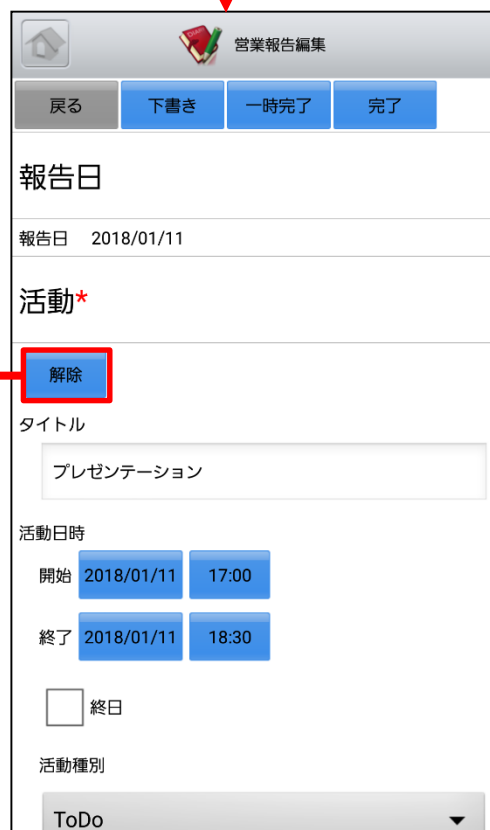 営業報告編集
戻る 下書き 一時完了 完了
報告日
報告日 2018/01/11
活動*
解除
タイトル
プレゼンテーション
活動日時
開始 2018/01/11 17:00
終了 2018/01/11 18:30
終日
活動種別
ToDo